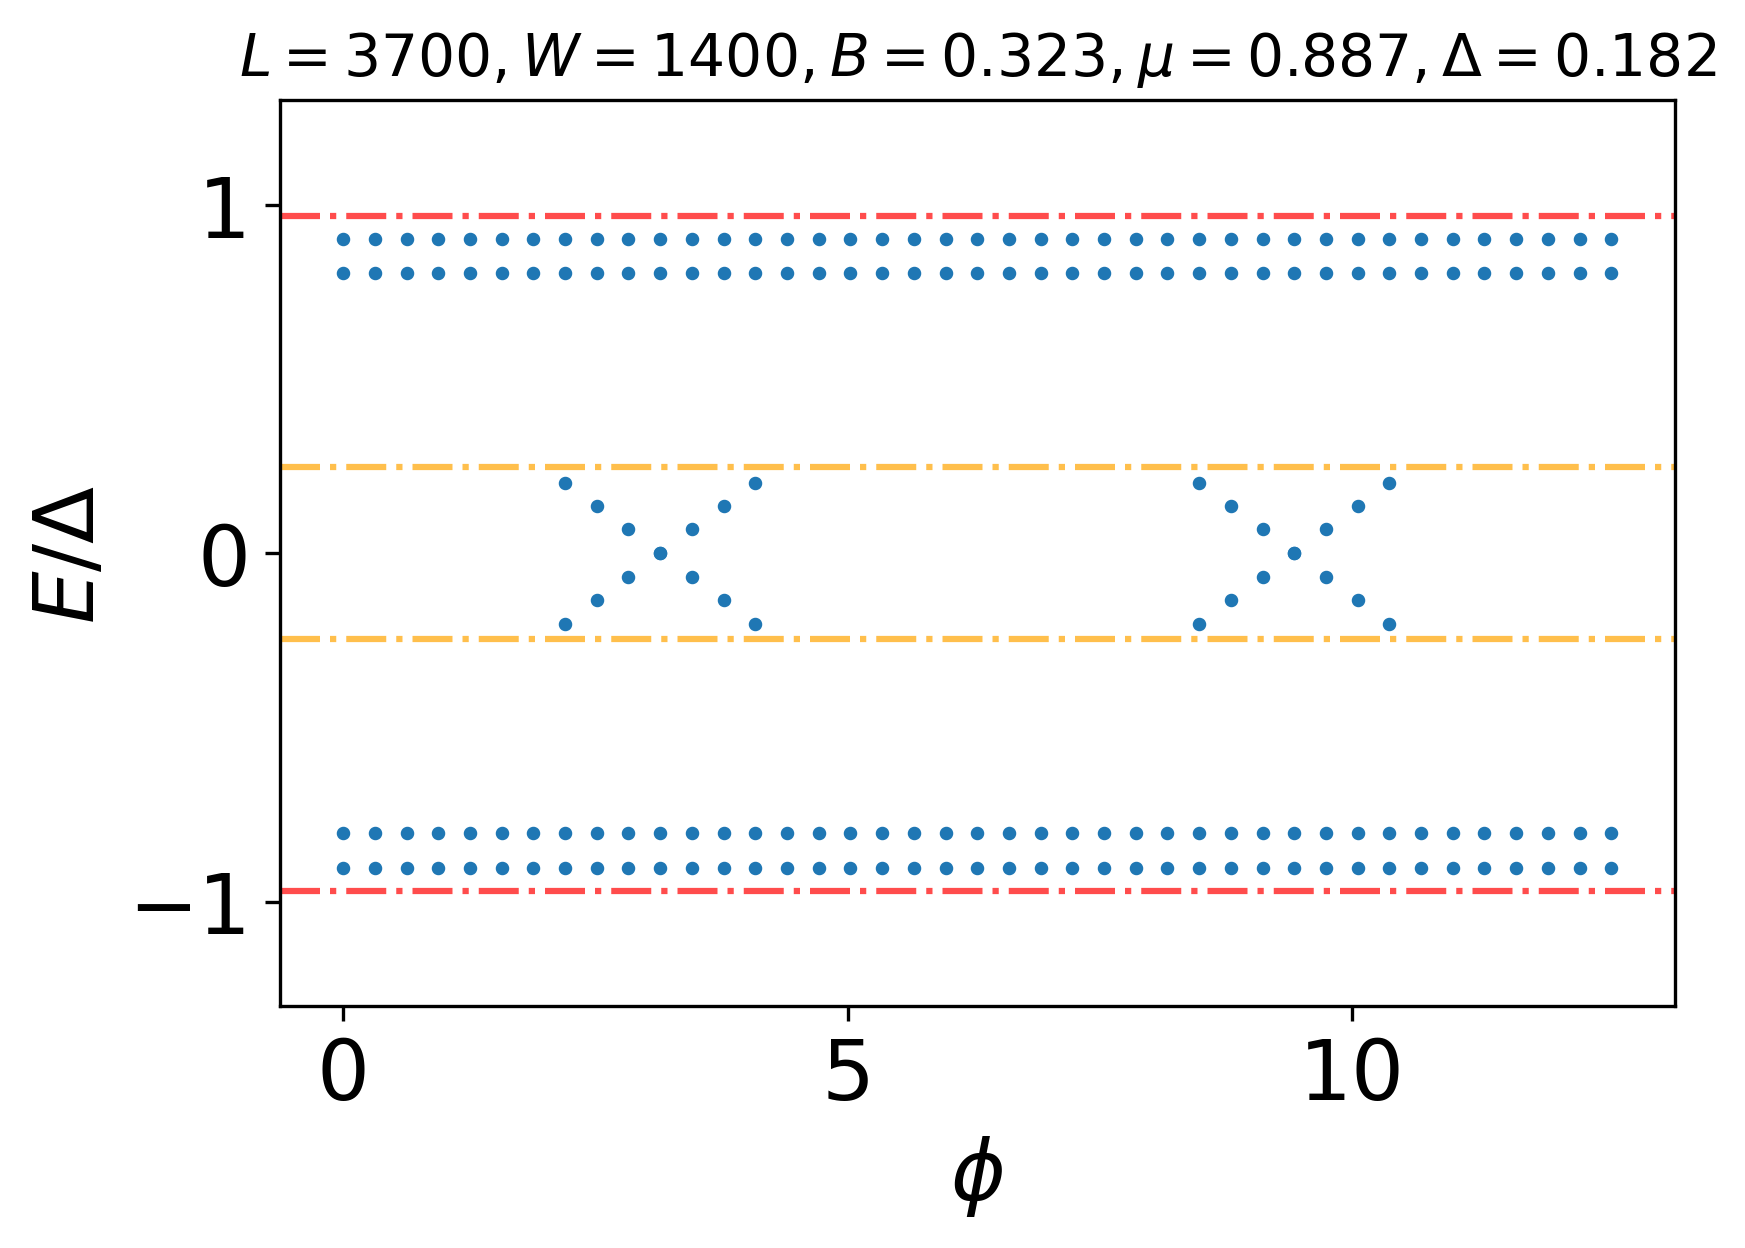 L = 3700, W = 1400, B = 0.323, μ = 0.887, Δ = 0.182
1
0
−1
E/Δ
0 5 10
ϕ